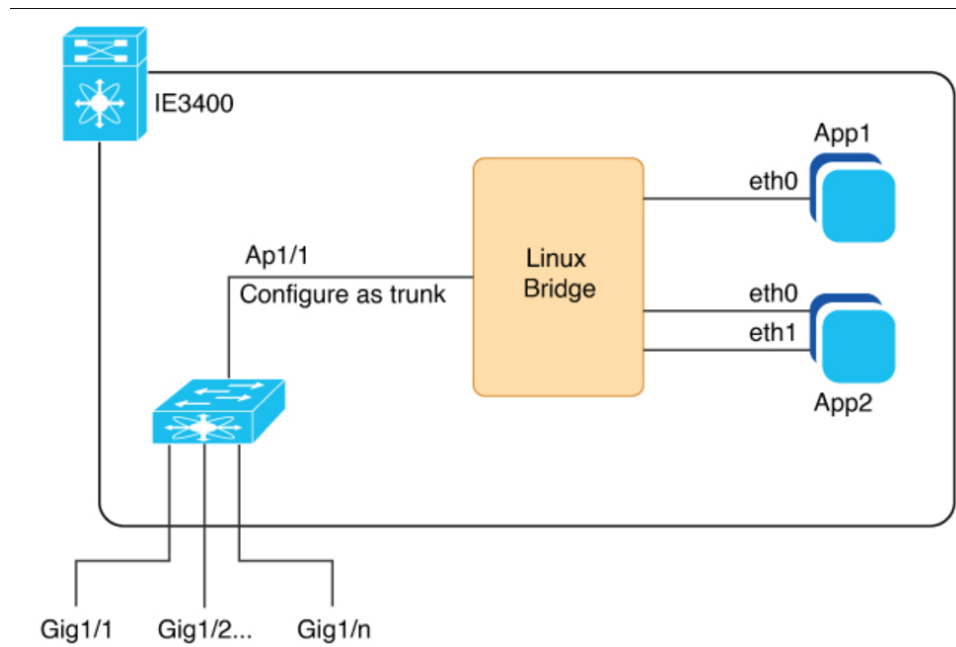 IE3400
App1
eth0
Ap1/1
Configure as trunk
Linux
Bridge
eth0
eth1
App2
Gig1/1
Gig1/2...
Gig1/n